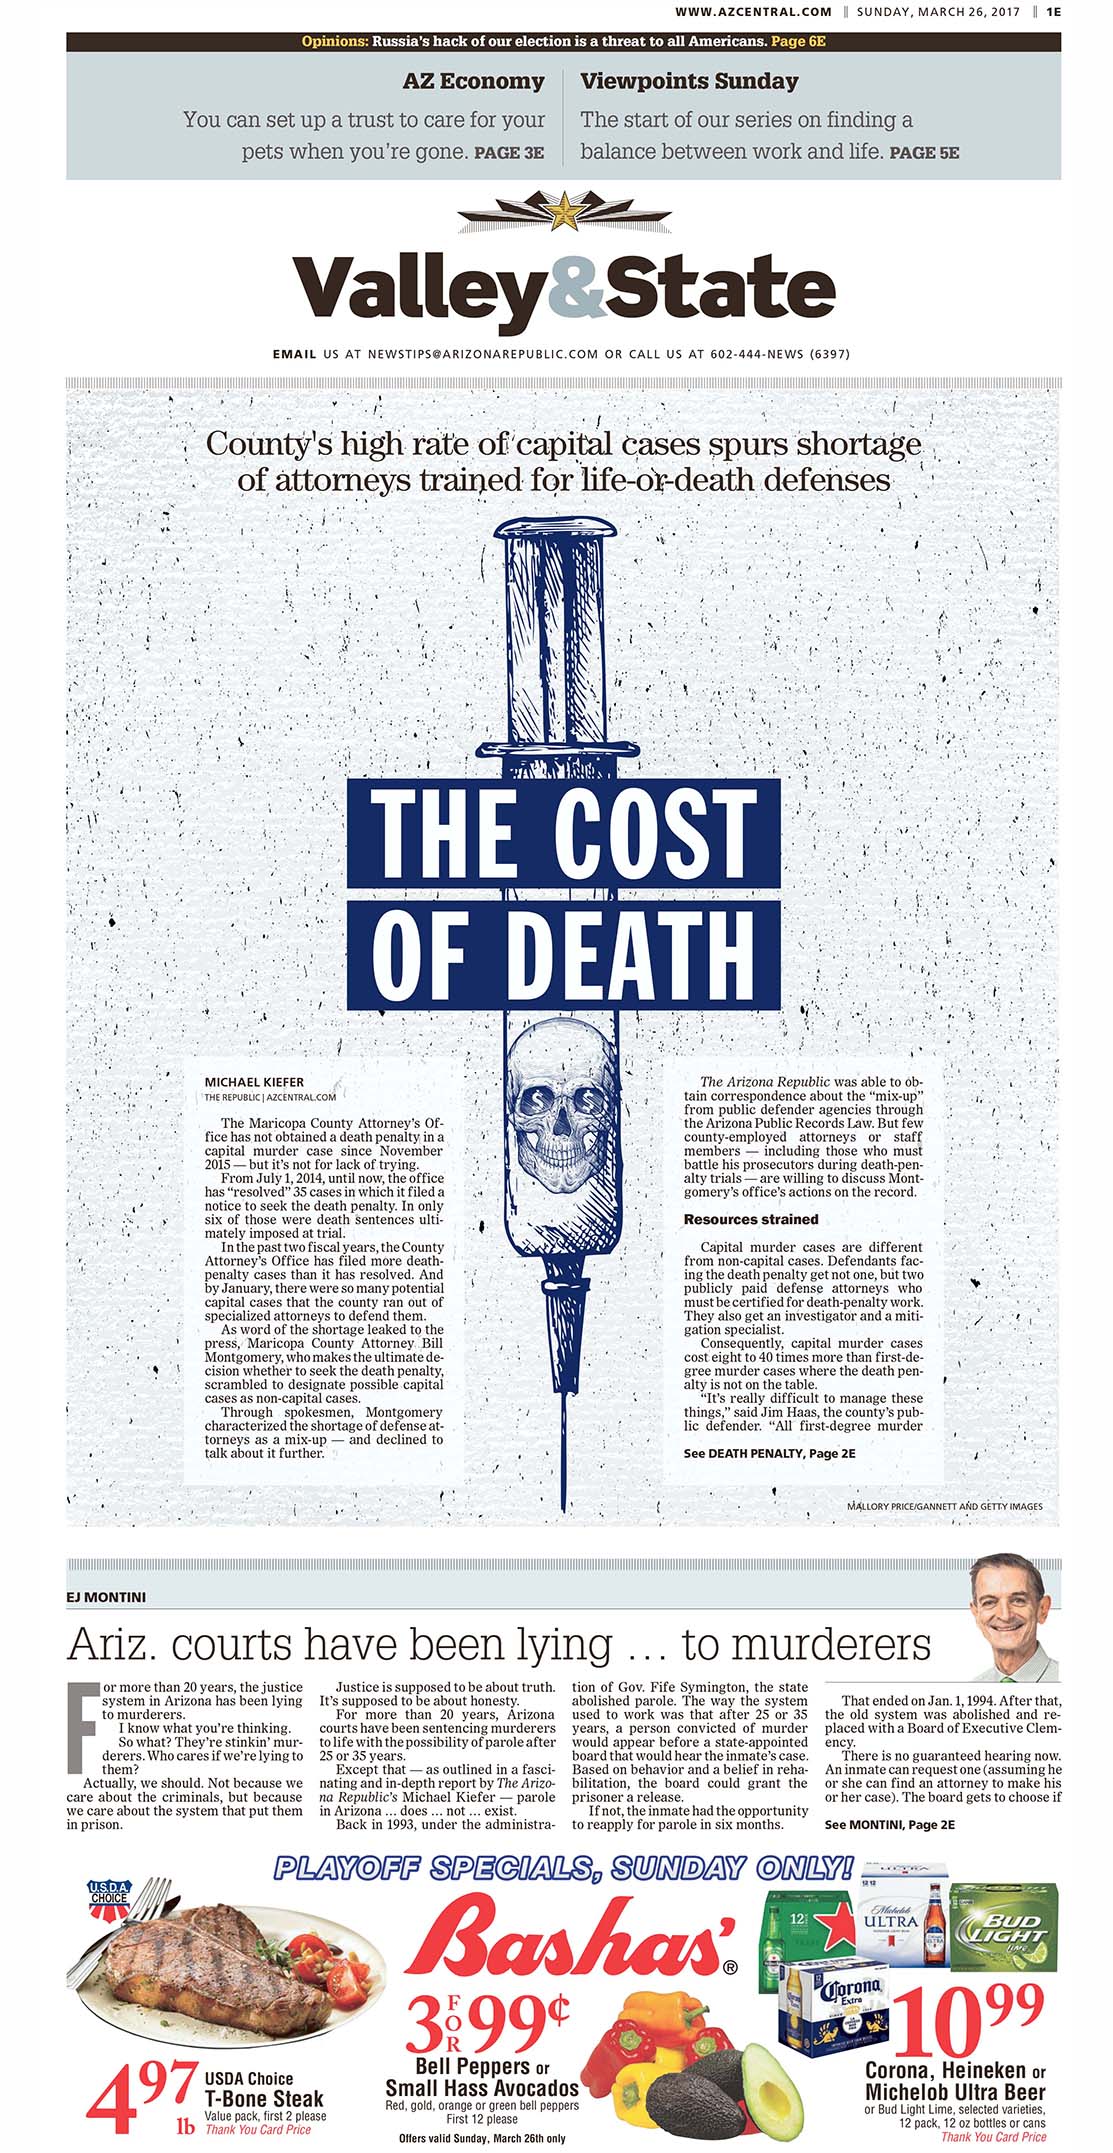 WWW.AZCENTRAL.COM || SUNDAY, MARCH 26, 2017 || 1E
Opinions: Russia's hack of our election is a threat to all Americans. Page 6E
AZ Economy
You can set up a trust to care for your
pets when you're gone. PAGE 3E
Viewpoints Sunday
The start of our series on finding a
balance between work and life. PAGE 5E
Valley&State
EMAIL US AT NEWSTIPS@ARIZONAREPUBLIC.COM OR CALL US AT 602-444-NEWS (6397)
County's high rate of capital cases spurs shortage
of attorneys trained for life-or-death defenses
THE COST
OF DEATH
MICHAEL KIEFER
THE REPUBLIC | AZCENTRAL.COM
The Maricopa County Attorney's Of-
fice has not obtained a death penalty in a
capital murder case since November
2015 — but it's not for lack of trying.
From July 1, 2014, until now, the office
has "resolved" 35 cases in which it filed a
notice to seek the death penalty. In only
six of those were death sentences ulti-
mately imposed at trial.
In the past two fiscal years, the County
Attorney's Office has filed more death-
penalty cases than it has resolved. And
by January, there were so many potential
capital cases that the county ran out of
specialized attorneys to defend them.
As word of the shortage leaked to the
press, Maricopa County Attorney Bill
Montgomery, who makes the ultimate de-
cision whether to seek the death penalty,
scrambled to designate possible capital
cases as non-capital cases.
Through spokesmen, Montgomery
characterized the shortage of defense at-
torneys as a mix-up — and declined to
talk about it further.
The Arizona Republic was able to ob-
tain correspondence about the "mix-up"
from public defender agencies through
the Arizona Public Records Law. But few
county-employed attorneys or staff
members — including those who must
battle his prosecutors during death-pen-
alty trials — are willing to discuss Mont-
gomery's office's actions on the record.
Resources strained
Capital murder cases are different
from non-capital cases. Defendants fac-
ing the death penalty get not one, but two
publicly paid defense attorneys who
must be certified for death-penalty work.
They also get an investigator and a miti-
gation specialist.
Consequently, capital murder cases
cost eight to 40 times more than first-de-
gree murder cases where the death pen-
alty is not on the table.
"It's really difficult to manage these
things," said Jim Haas, the county's pub-
lic defender. "All first-degree murder
See DEATH PENALTY, Page 2E
MALLORY PRICE/GANNETT AND GETTY IMAGES
EJ MONTINI
Ariz. courts have been lying ... to murderers
For more than 20 years, the justice
system in Arizona has been lying
to murderers.
I know what you're thinking.
So what? They're stinkin' mur-
derers. Who cares if we're lying to
them?
Actually, we should. Not because we
care about the criminals, but because
we care about the system that put them
in prison.
Justice is supposed to be about truth.
It's supposed to be about honesty.
For more than 20 years, Arizona
courts have been sentencing murderers
to life with the possibility of parole after
25 or 35 years.
Except that — as outlined in a fasci-
nating and in-depth report by The Arizo-
na Republic's Michael Kiefer — parole
in Arizona ... does ... not ... exist.
Back in 1993, under the administra-
tion of Gov. Fife Symington, the state
abolished parole. The way the system
used to work was that after 25 or 35
years, a person convicted of murder
would appear before a state-appointed
board that would hear the inmate's case.
Based on behavior and a belief in reha-
bilitation, the board could grant the
prisoner a release.
If not, the inmate had the opportunity
to reapply for parole in six months.
That ended on Jan. 1, 1994. After that,
the old system was abolished and re-
placed with a Board of Executive Clem-
ency.
There is no guaranteed hearing now.
An inmate can request one (assuming he
or she can find an attorney to make his
or her case). The board gets to choose if
See MONTINI, Page 2E
PLAYOFF SPECIALS, SUNDAY ONLY!
U.S.D.A.
CHOICE
4.97 lb
USDA Choice
T-Bone Steak
Value pack, first 2 please
Thank You Card Price
Bashas'®
3 FOR 99¢
Bell Peppers or
Small Hass Avocados
Red, gold, orange or green bell peppers
First 12 please
Offers valid Sunday, March 26th only
12
ULTRA
12 12
Michelob
ULTRA
BUD
LIGHT
Lime
Corona
Extra
10.99
Corona, Heineken or
Michelob Ultra Beer
or Bud Light Lime, selected varieties,
12 pack, 12 oz bottles or cans
Thank You Card Price